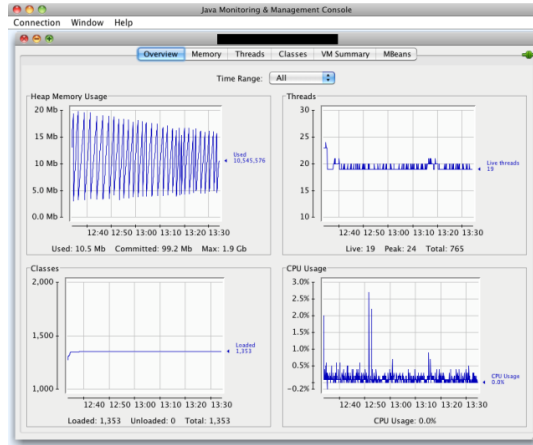 Java Monitoring & Management Console
Connection Window Help
Overview Memory Threads Classes VM Summary MBeans
Time Range: All
Heap Memory Usage
20 Mb
15 Mb
10 Mb
5.0 Mb
0.0 Mb
Used
10,545,576
12:40 12:50 13:00 13:10 13:20 13:30
Used: 10.5 Mb Committed: 99.2 Mb Max: 1.9 Gb
Threads
30
25
20
15
10
Live threads
19
12:40 12:50 13:00 13:10 13:20 13:30
Live: 19 Peak: 24 Total: 765
Classes
2,000
1,500
1,000
Loaded
1,353
12:40 12:50 13:00 13:10 13:20 13:30
Loaded: 1,353 Unloaded: 0 Total: 1,353
CPU Usage
3.0%
2.5%
2.0%
1.5%
1.0%
0.5%
-0.2%
CPU Usage
0.0%
12:40 12:50 13:00 13:10 13:20 13:30
CPU Usage: 0.0%